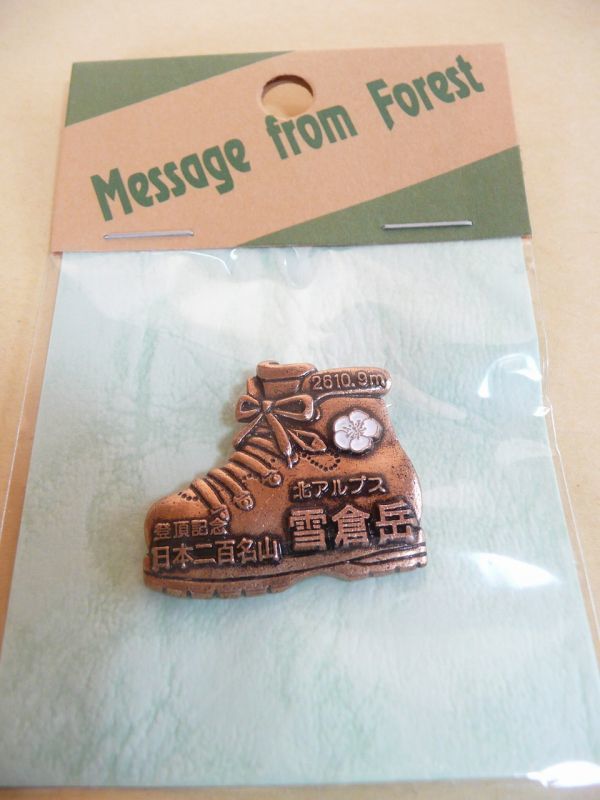 Message from Forest
2610.9m
北アルプス
雪倉岳
登頂記念
日本二百名山